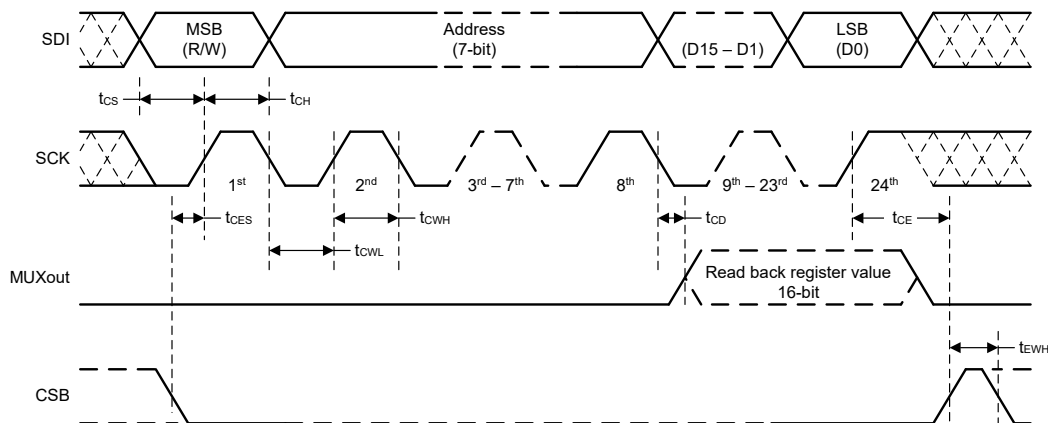 SDI
MSB
(R/W)
Address
(7-bit)
(D15 – D1)
LSB
(D0)
tCS
tCH
SCK
1st
2nd
3rd – 7th
8th
9th – 23rd
24th
tCES
tCWH
tCD
tCE
tCWL
MUXout
Read back register value
16-bit
tEWH
CSB